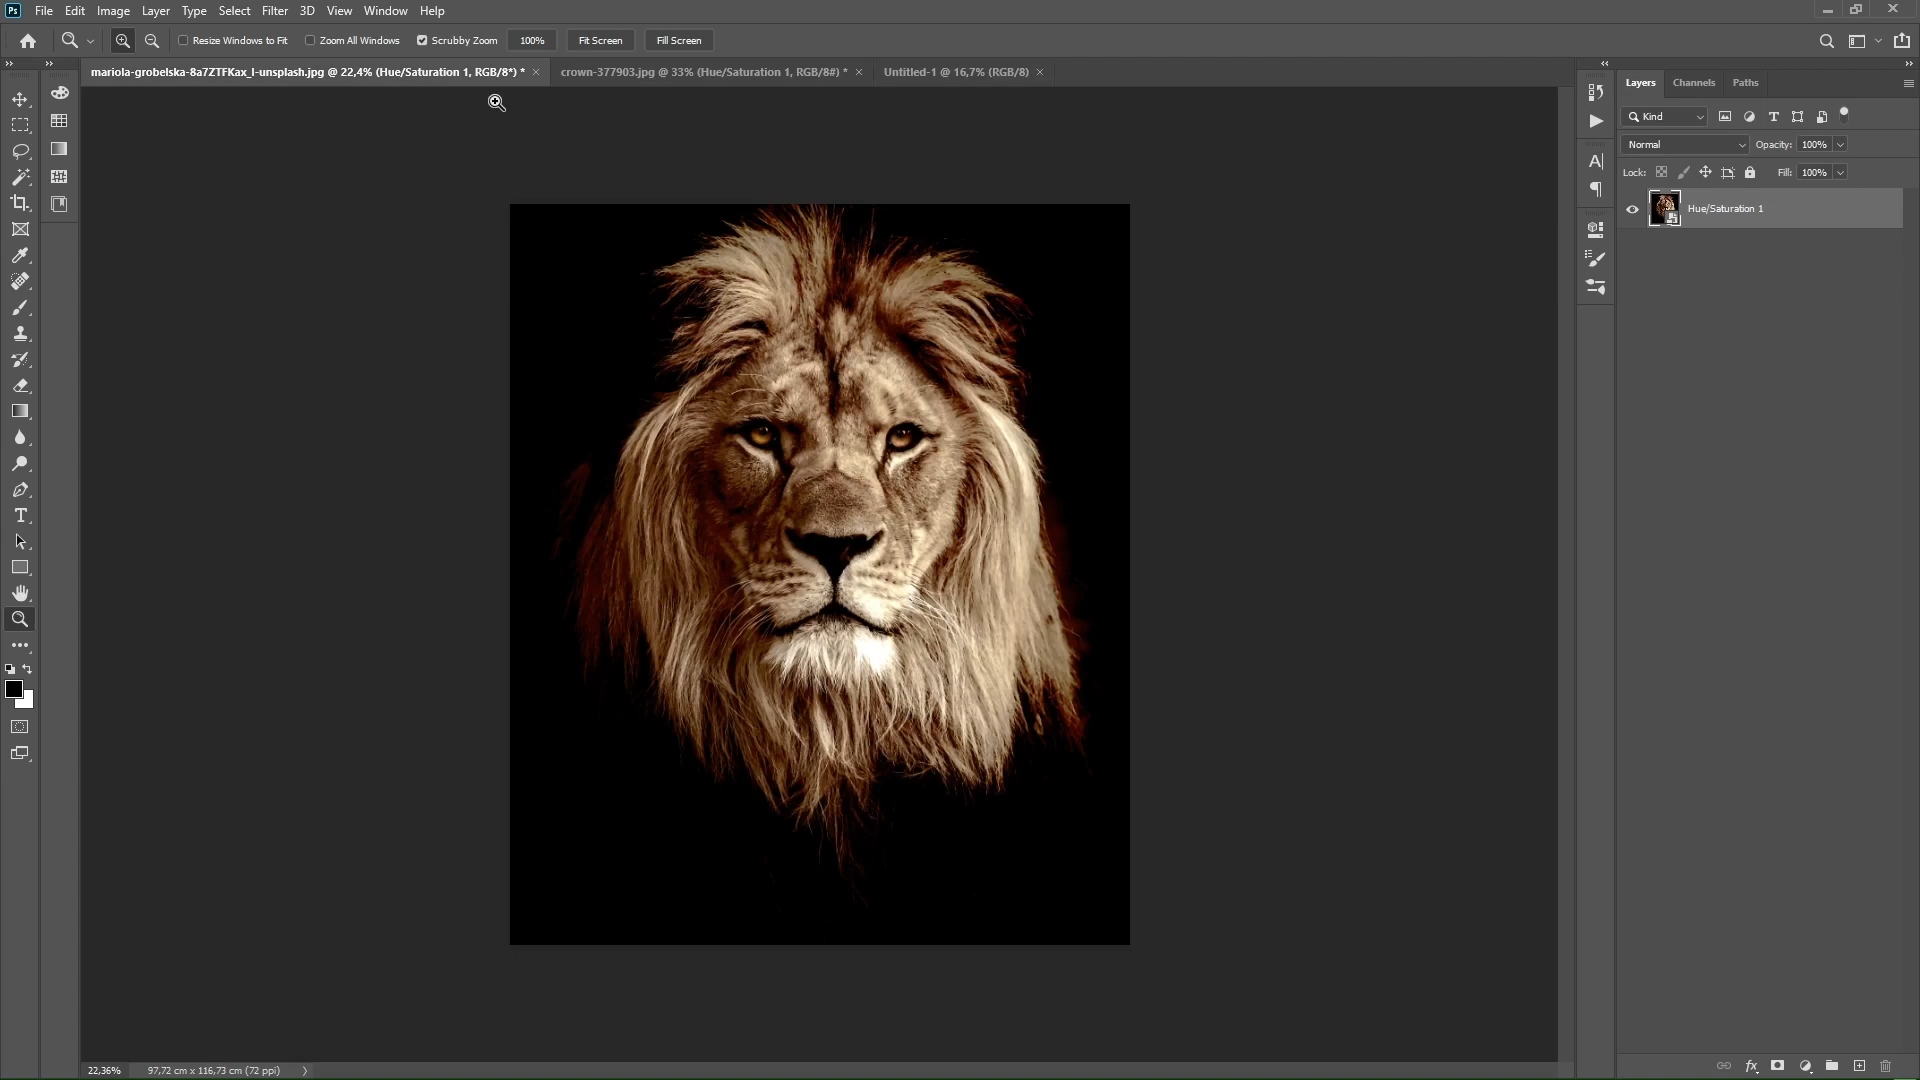 Ps File Edit Image Layer Type Select Filter 3D View Window Help
Resize Windows to Fit Zoom All Windows Scrubby Zoom 100% Fit Screen Fill Screen
mariola-grobelska-8a7ZTFKax_I-unsplash.jpg @ 22,4% (Hue/Saturation 1, RGB/8*) * crown-377903.jpg @ 33% (Hue/Saturation 1, RGB/8#) * Untitled-1 @ 16,7% (RGB/8)
Layers Channels Paths
Kind
Normal Opacity: 100%
Lock: Fill: 100%
Hue/Saturation 1
22,36% 97,72 cm x 116,73 cm (72 ppi)